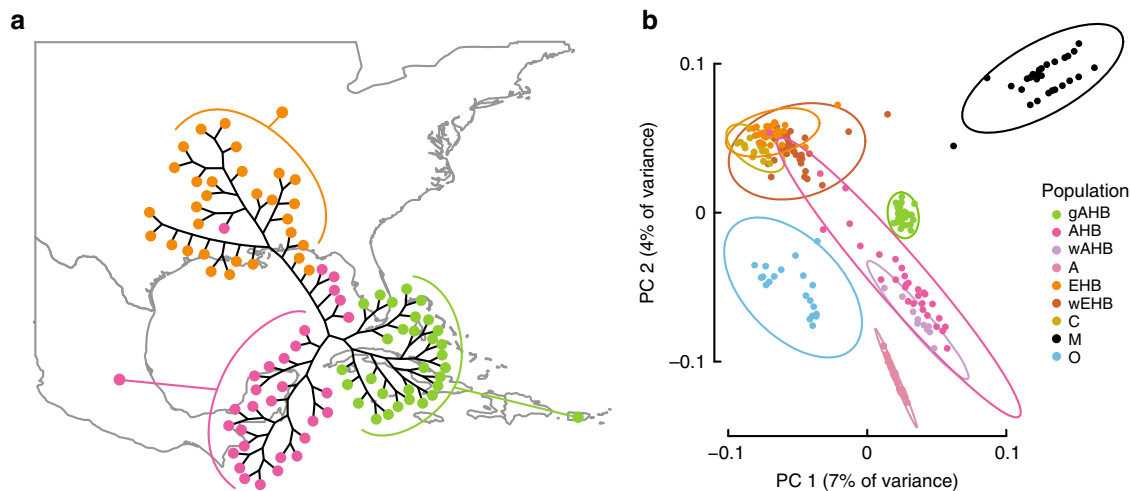 a
b
0.1
0
−0.1
PC 2 (4% of variance)
−0.1
0
0.1
PC 1 (7% of variance)
Population
gAHB
AHB
wAHB
A
EHB
wEHB
C
M
O